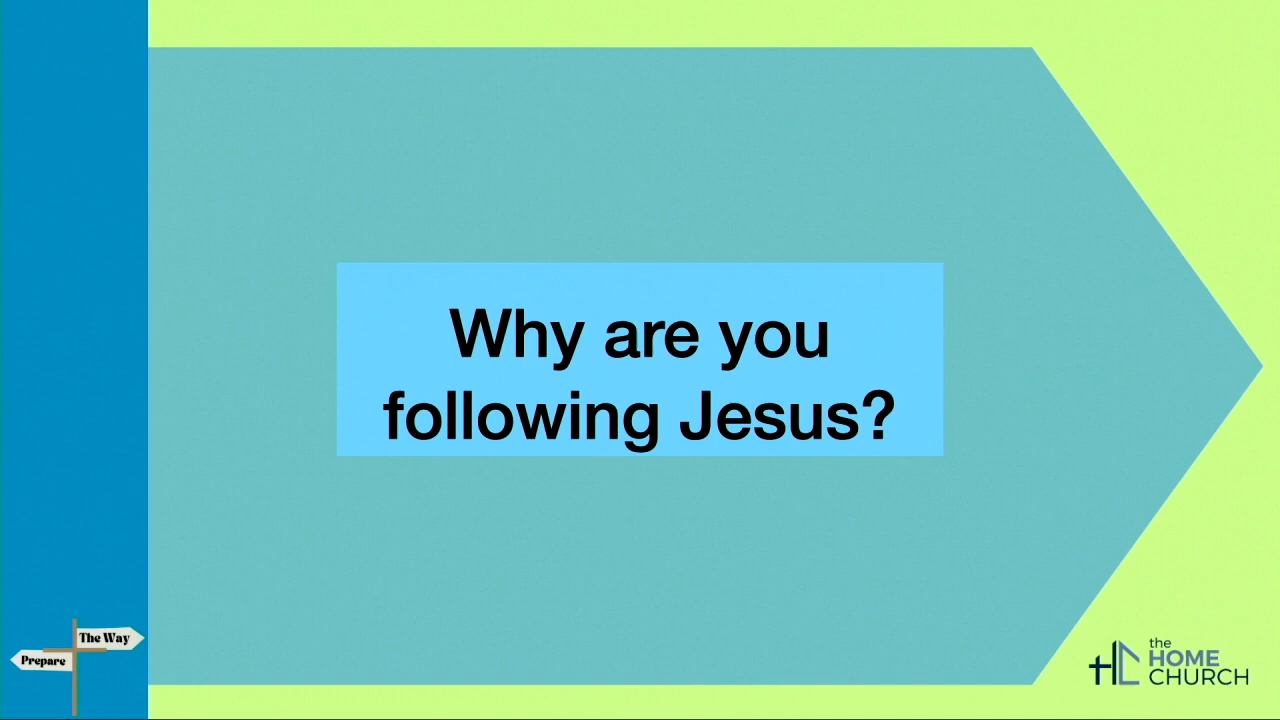 Why are you
following Jesus?
The Way
Prepare
the
HOME
CHURCH